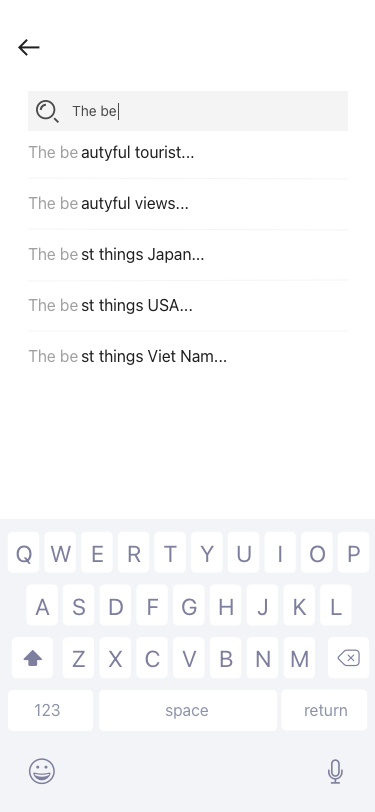 The be
The be autyful tourist...
The be autyful views...
The be st things Japan...
The be st things USA...
The be st things Viet Nam...
Q W E R T Y U I O P
A S D F G H J K L
Z X C V B N M
123 space return